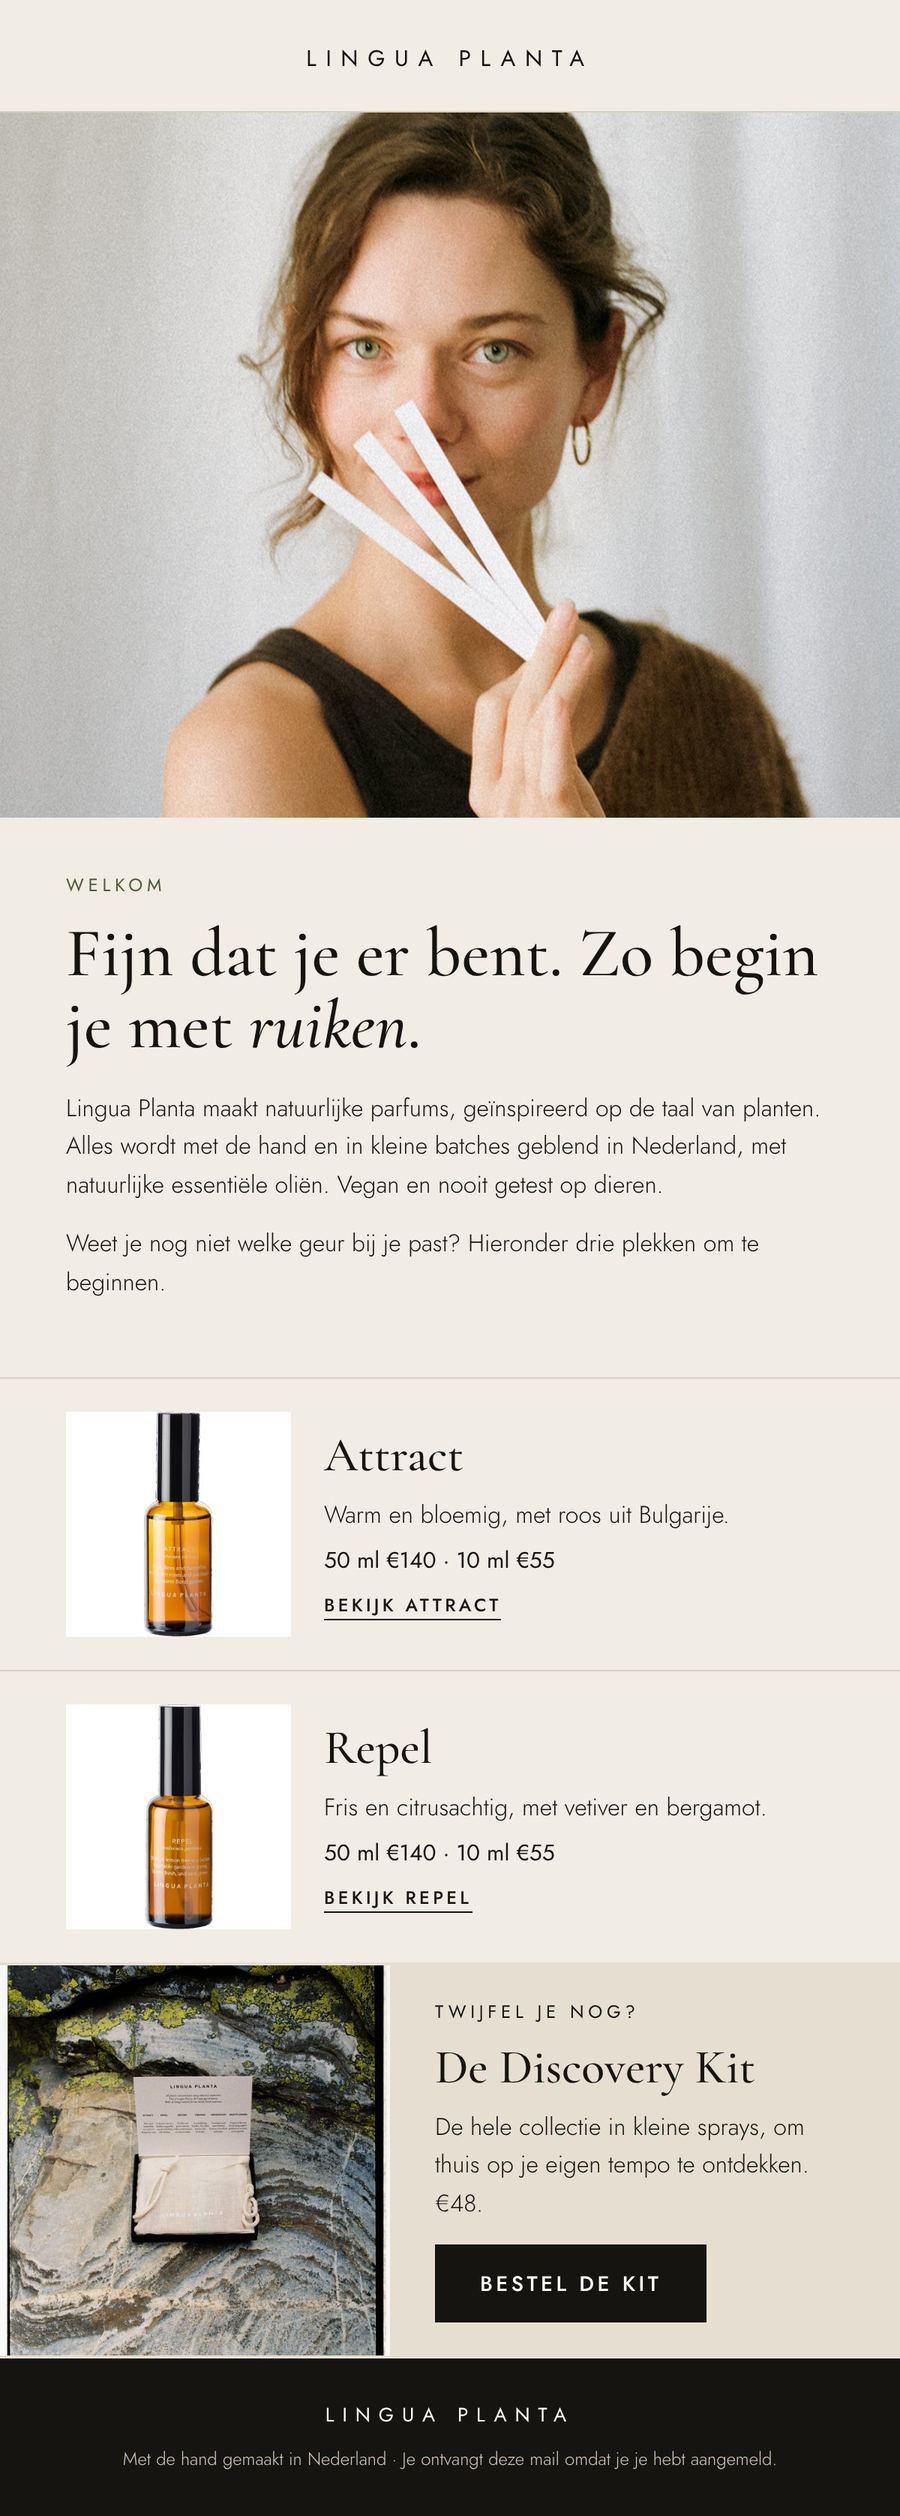 LINGUA PLANTA
WELKOM
Fijn dat je er bent. Zo begin
je met ruiken.
Lingua Planta maakt natuurlijke parfums, geïnspireerd op de taal van planten.
Alles wordt met de hand en in kleine batches geblend in Nederland, met
natuurlijke essentiële oliën. Vegan en nooit getest op dieren.
Weet je nog niet welke geur bij je past? Hieronder drie plekken om te
beginnen.
Attract
Warm en bloemig, met roos uit Bulgarije.
50 ml €140 · 10 ml €55
BEKIJK ATTRACT
REPEL
LINGUA PLANTA
Repel
Fris en citrusachtig, met vetiver en bergamot.
50 ml €140 · 10 ml €55
BEKIJK REPEL
LINGUA PLANTA
TWIJFEL JE NOG?
De Discovery Kit
De hele collectie in kleine sprays, om
thuis op je eigen tempo te ontdekken.
€48.
BESTEL DE KIT
LINGUA PLANTA
Met de hand gemaakt in Nederland · Je ontvangt deze mail omdat je je hebt aangemeld.